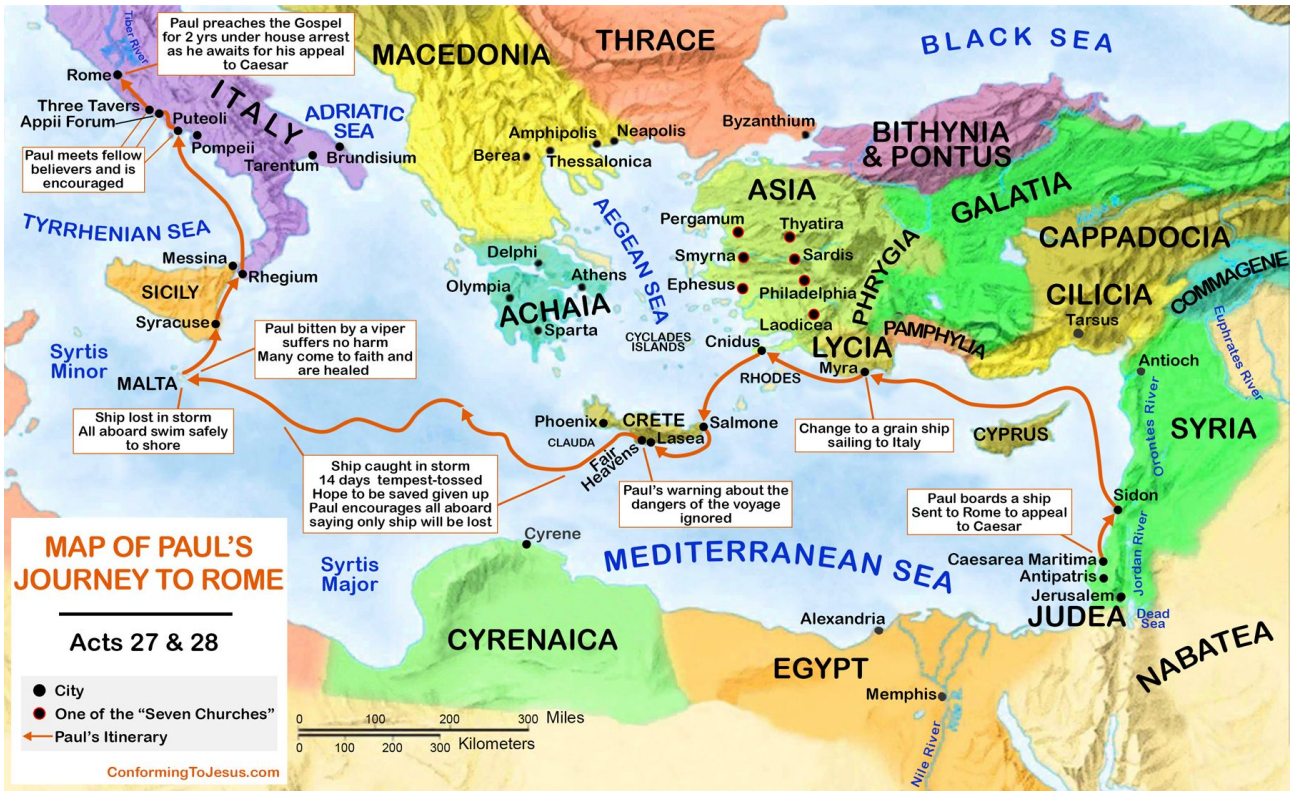 Tiber River
Paul preaches the Gospel
for 2 yrs under house arrest
as he awaits for his appeal
to Caesar
MACEDONIA
THRACE
BLACK SEA
Rome
ITALY
ADRIATIC
SEA
Three Tavers
Appii Forum
Puteoli
Pompeii
Tarentum
Brundisium
Paul meets fellow
believers and is
encouraged
Amphipolis
Neapolis
Berea
Thessalonica
Byzanthium
BITHYNIA
& PONTUS
ASIA
GALATIA
CAPPADOCIA
TYRRHENIAN SEA
AEGEAN SEA
Pergamum
Thyatira
Smyrna
Sardis
Ephesus
Philadelphia
Laodicea
PHRYGIA
CILICIA
Tarsus
COMMAGENE
Euphrates River
Messina
Rhegium
SICILY
Syracuse
Delphi
Athens
Olympia
ACHAIA
Sparta
CYCLADES
ISLANDS
Cnidus
LYCIA
PAMPHYLIA
Myra
RHODES
Antioch
Orontes River
SYRIA
Syrtis
Minor
MALTA
Paul bitten by a viper
suffers no harm
Many come to faith and
are healed
Ship lost in storm
All aboard swim safely
to shore
Phoenix
CRETE
Salmone
CLAUDA
Lasea
Fair
Heavens
Change to a grain ship
sailing to Italy
CYPRUS
Ship caught in storm
14 days tempest-tossed
Hope to be saved given up
Paul encourages all aboard
saying only ship will be lost
Paul's warning about the
dangers of the voyage
ignored
Paul boards a ship
Sent to Rome to appeal
to Caesar
Sidon
Jordan River
Caesarea Maritima
Antipatris
Jerusalem
JUDEA
Dead
Sea
NABATEA
Cyrene
Syrtis
Major
MEDITERRANEAN SEA
CYRENAICA
Alexandria
EGYPT
Memphis
Nile River
MAP OF PAUL'S
JOURNEY TO ROME
Acts 27 & 28
City
One of the “Seven Churches”
Paul's Itinerary
ConformingToJesus.com
0 100 200 300 Miles
0 100 200 300 Kilometers